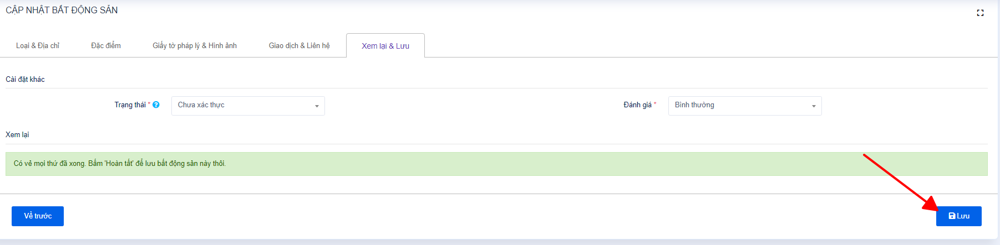 CẬP NHẬT BẤT ĐỘNG SẢN
Loại & Địa chỉ Đặc điểm Giấy tờ pháp lý & Hình ảnh Giao dịch & Liên hệ Xem lại & Lưu
Cài đặt khác
Trạng thái * ? Chưa xác thực Đánh giá * Bình thường
Xem lại
Có vẻ mọi thứ đã xong. Bấm 'Hoàn tất' để lưu bất động sản này thôi.
Về trước Lưu